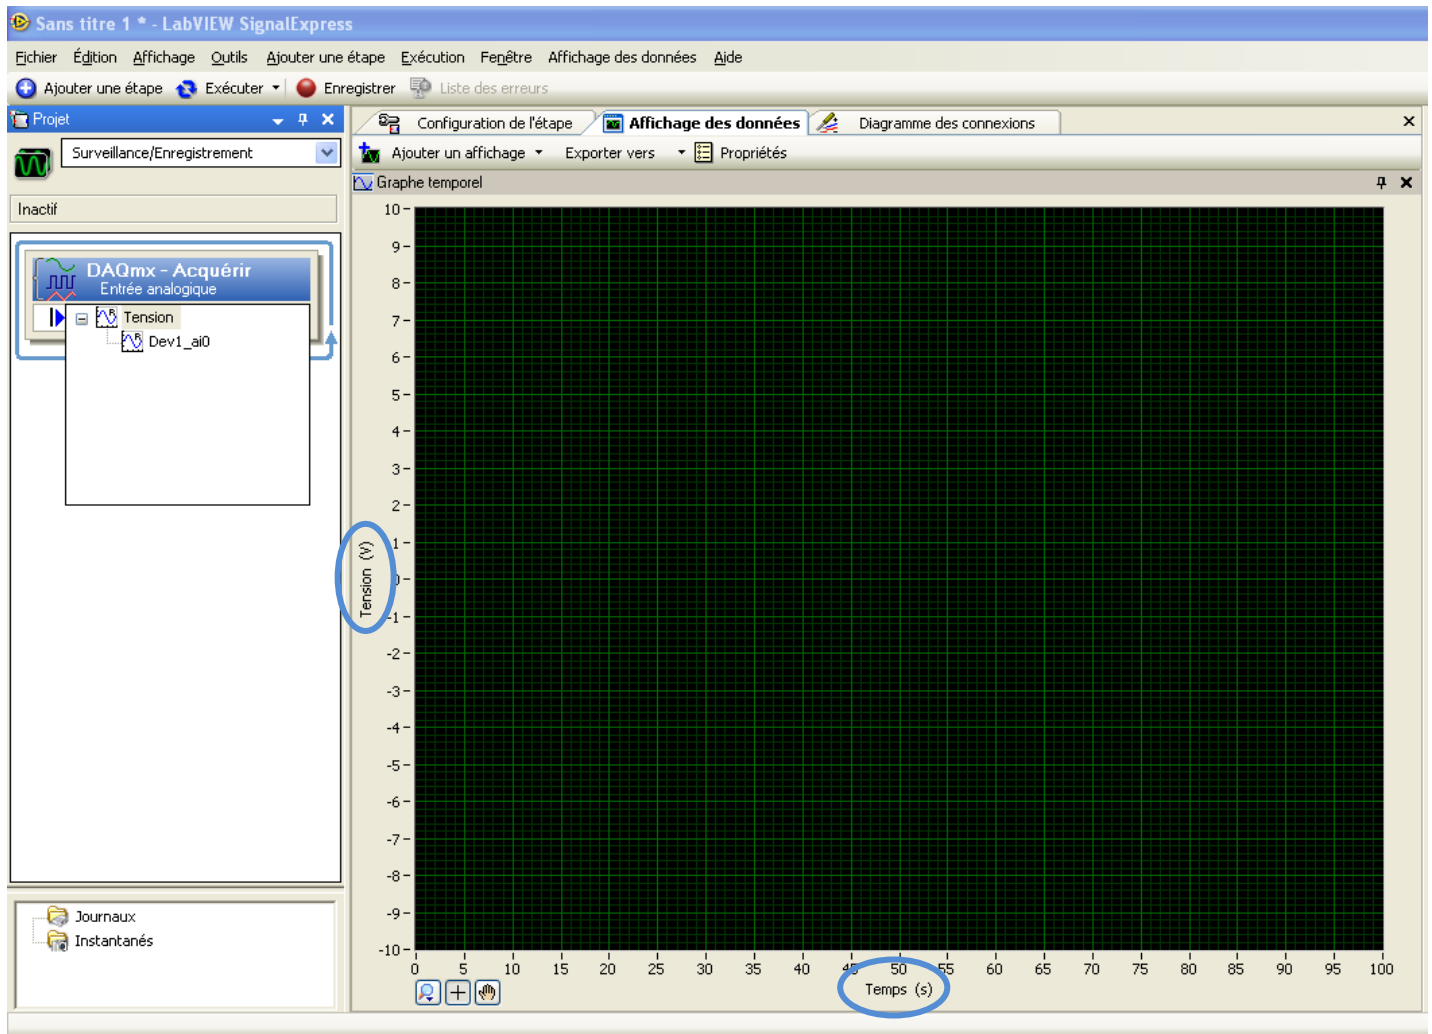 Sans titre 1 * - LabVIEW SignalExpress
Fichier Édition Affichage Outils Ajouter une étape Exécution Fenêtre Affichage des données Aide
Ajouter une étape Exécuter Enregistrer Liste des erreurs
Projet
Surveillance/Enregistrement
Inactif
DAQmx - Acquérir
Entrée analogique
Tension
Dev1_ai0
Journaux
Instantanés
Configuration de l'étape Affichage des données Diagramme des connexions
Ajouter un affichage Exporter vers Propriétés
Graphe temporel
10
9
8
7
6
5
4
3
2
1
0
-1
-2
-3
-4
-5
-6
-7
-8
-9
-10
Tension (V)
0 5 10 15 20 25 30 35 40 45 50 55 60 65 70 75 80 85 90 95 100
Temps (s)